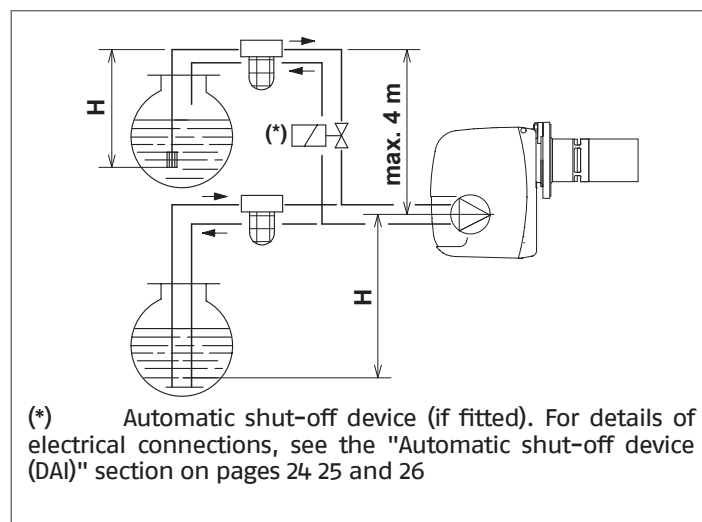 H
(*)
max. 4 m
H
(*) Automatic shut-off device (if fitted). For details of
electrical connections, see the "Automatic shut-off device
(DAI)" section on pages 24 25 and 26